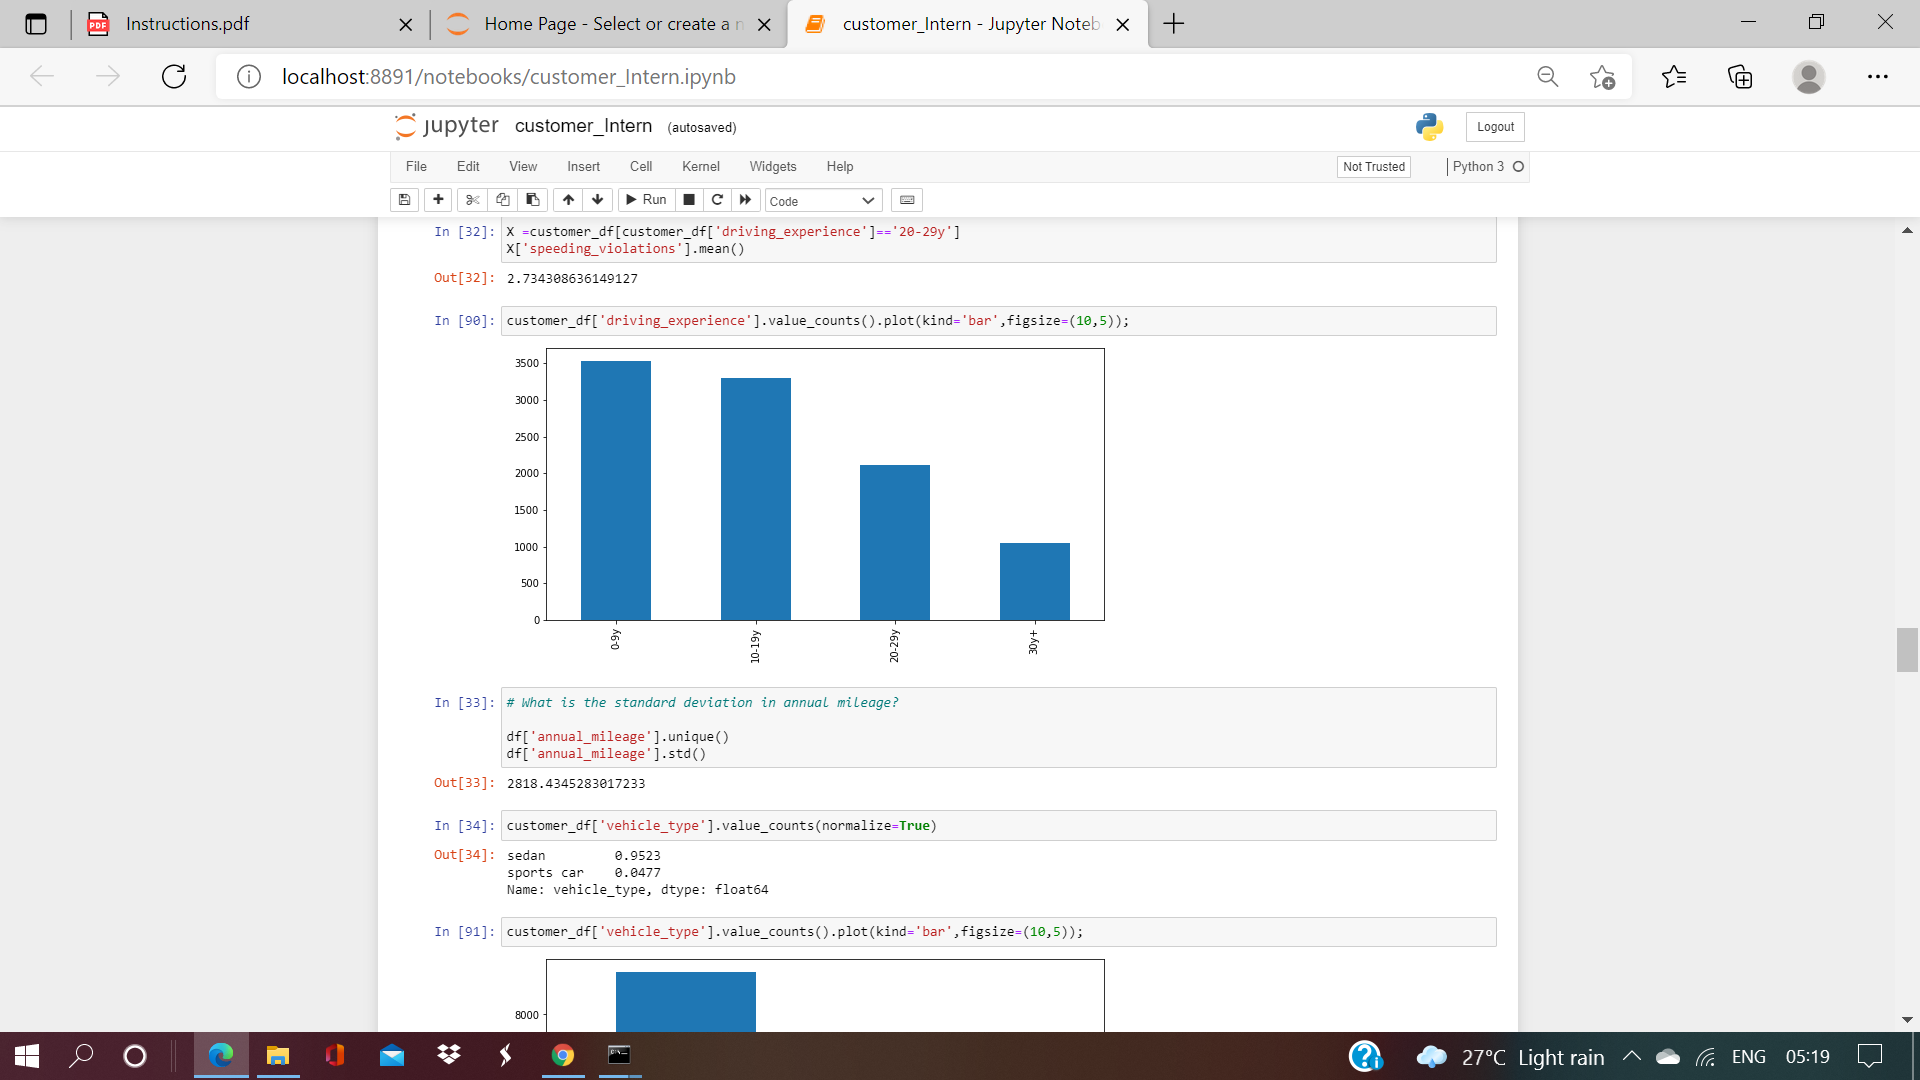 Instructions.pdf
Home Page - Select or create a n
customer_Intern - Jupyter Noteb
PDF
localhost:8891/notebooks/customer_Intern.ipynb
jupyter customer_Intern (autosaved)
Logout
File Edit View Insert Cell Kernel Widgets Help
Not Trusted
Python 3
Run
Code
In [32]: X =customer_df[customer_df['driving_experience']=='20-29y']
X['speeding_violations'].mean()
Out[32]: 2.734308636149127
In [90]: customer_df['driving_experience'].value_counts().plot(kind='bar',figsize=(10,5));
3500
3000
2500
2000
1500
1000
500
0
0-9y
10-19y
20-29y
30y+
In [33]: # What is the standard deviation in annual mileage?
df['annual_mileage'].unique()
df['annual_mileage'].std()
Out[33]: 2818.4345283017233
In [34]: customer_df['vehicle_type'].value_counts(normalize=True)
Out[34]: sedan 0.9523
sports car 0.0477
Name: vehicle_type, dtype: float64
In [91]: customer_df['vehicle_type'].value_counts().plot(kind='bar',figsize=(10,5));
8000
27°C Light rain
ENG
05:19